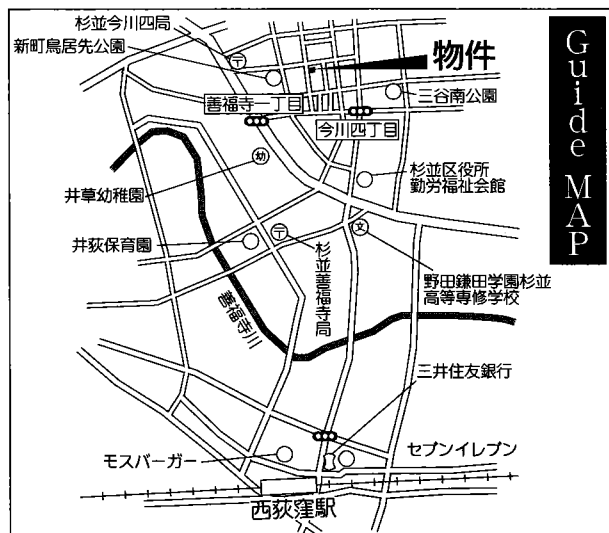 杉並今川四局
新町鳥居先公園
物件
Guide MAP
善福寺一丁目
三谷南公園
今川四丁目
幼
井草幼稚園
杉並区役所
勤労福祉会館
井荻保育園
杉並善福寺局
文
野田鎌田学園杉並
高等専修学校
善福寺川
三井住友銀行
モスバーガー
セブンイレブン
西荻窪駅